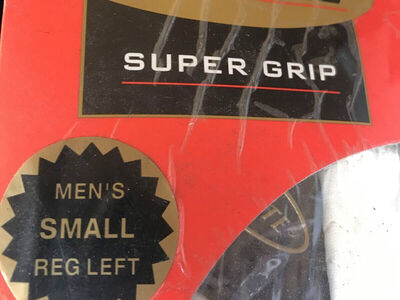 SUPER GRIP
MEN'S
SMALL
REG LEFT